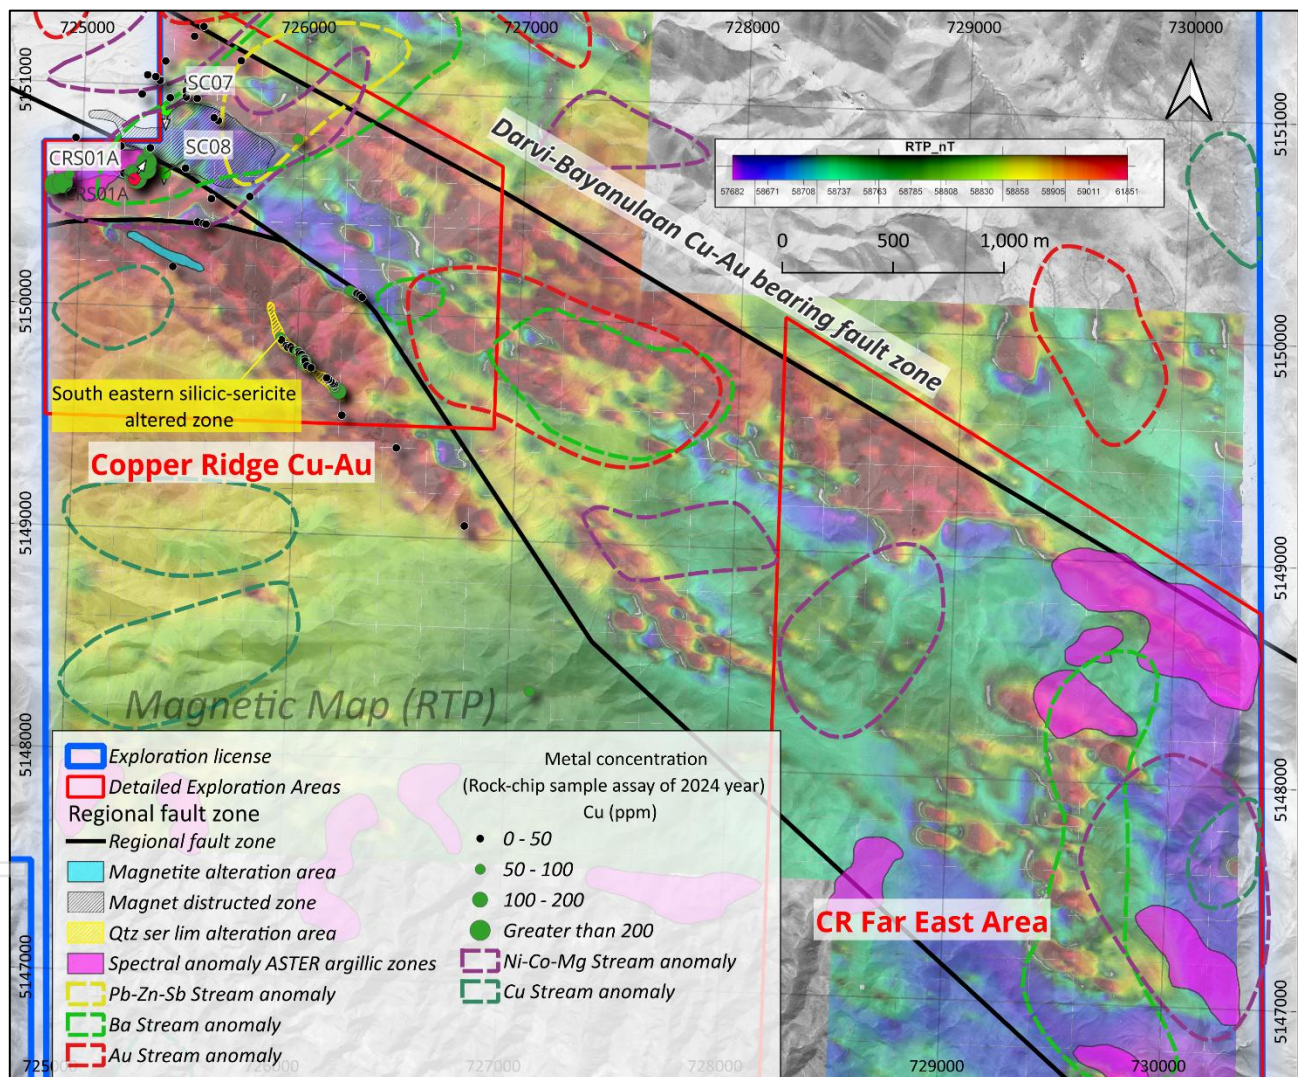 725000
726000
727000
728000
729000
730000
5151000
5151000
SC07
SC08
CRS01A
CRS01A
RTP_nT
57682 58671 58708 58737 58763 58785 58808 58830 58858 58905 59011 61851
0 500 1,000 m
Darvi-Bayanulaan Cu-Au bearing fault zone
5150000
5150000
South eastern silicic-sericite
altered zone
Copper Ridge Cu-Au
5149000
5149000
Magnetic Map (RTP)
5148000
5148000
CR Far East Area
5147000
5147000
Exploration license
Detailed Exploration Areas
Regional fault zone
Regional fault zone
Magnetite alteration area
Magnet distructed zone
Qtz ser lim alteration area
Spectral anomaly ASTER argillic zones
Pb-Zn-Sb Stream anomaly
Ba Stream anomaly
Au Stream anomaly
Metal concentration
(Rock-chip sample assay of 2024 year)
Cu (ppm)
0 - 50
50 - 100
100 - 200
Greater than 200
Ni-Co-Mg Stream anomaly
Cu Stream anomaly
725000
726000
727000
728000
729000
730000